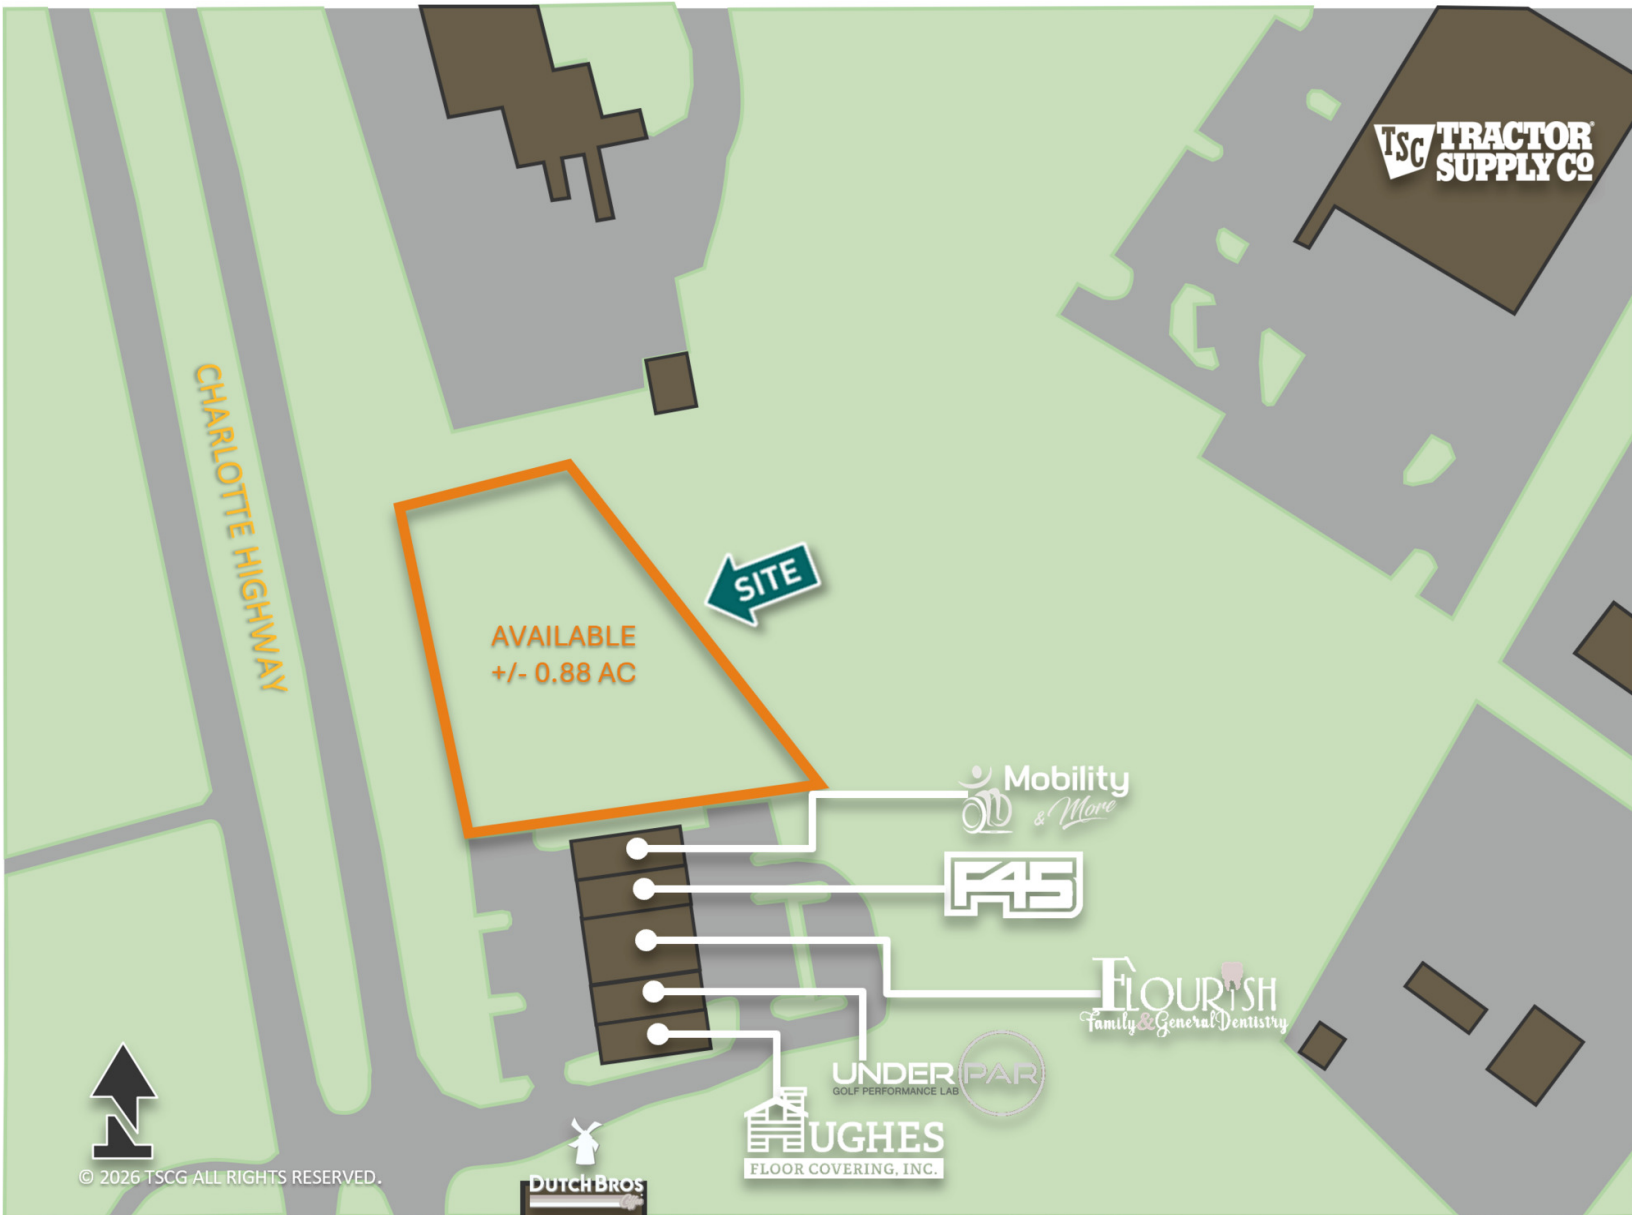 TSC TRACTOR
SUPPLY CO
CHARLOTTE HIGHWAY
SITE
AVAILABLE
+/- 0.88 AC
Mobility
& More
F45
FLOURISH
Family & General Dentistry
UNDER PAR
GOLF PERFORMANCE LAB
HUGHES
FLOOR COVERING, INC.
DUTCH BROS
N
© 2026 TSCG ALL RIGHTS RESERVED.